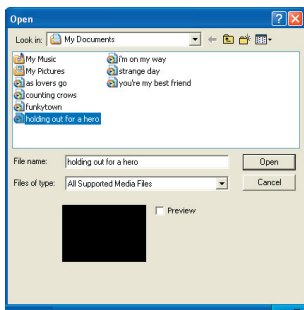 Open
Look in: My Documents
My Music
My Pictures
as lovers go
counting crows
funkytown
holding out for a hero
i'm on my way
strange day
you're my best friend
File name: holding out for a hero Open
Files of type: All Supported Media Files Cancel
Preview